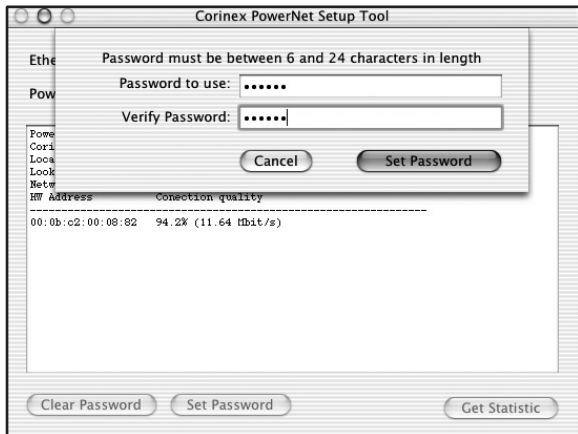 Corinex PowerNet Setup Tool
Password must be between 6 and 24 characters in length
Password to use: ••••••
Verify Password: ••••••
Cancel
Set Password
Ethe
Pow
Powe
Cori
Loca
Look
Netw
HW Address Conection quality
00:0b:c2:00:08:82 94.2% (11.64 Mbit/s)
Clear Password
Set Password
Get Statistic